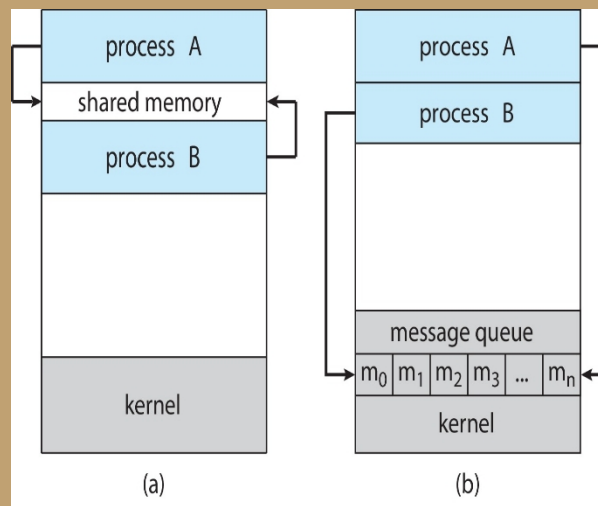 process A
shared memory
process B
kernel
(a)
process A
process B
message queue
m0 m1 m2 m3 ... mn
kernel
(b)